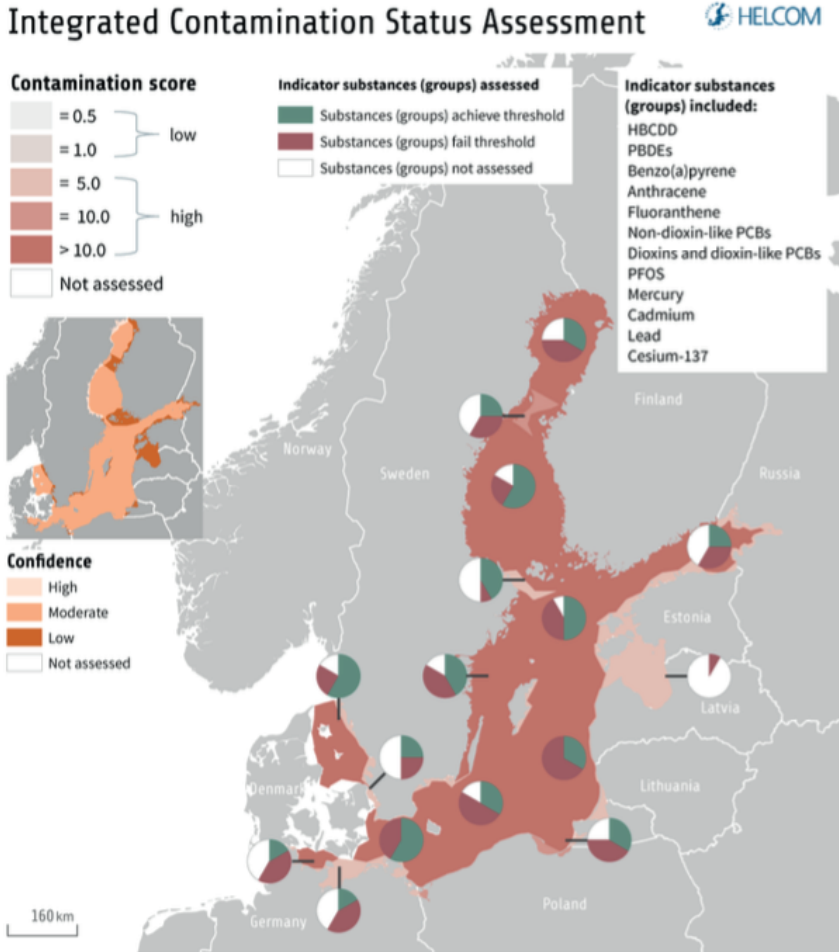 Integrated Contamination Status Assessment
HELCOM
Contamination score
= 0.5
= 1.0
low
= 5.0
= 10.0
high
> 10.0
Not assessed
Indicator substances (groups) assessed
Substances (groups) achieve threshold
Substances (groups) fail threshold
Substances (groups) not assessed
Indicator substances
(groups) included:
HBCDD
PBDEs
Benzo(a)pyrene
Anthracene
Fluoranthene
Non-dioxin-like PCBs
Dioxins and dioxin-like PCBs
PFOS
Mercury
Cadmium
Lead
Cesium-137
Finland
Norway
Sweden
Russia
Confidence
High
Moderate
Low
Not assessed
Estonia
Latvia
Denmark
Lithuania
160 km
Germany
Poland